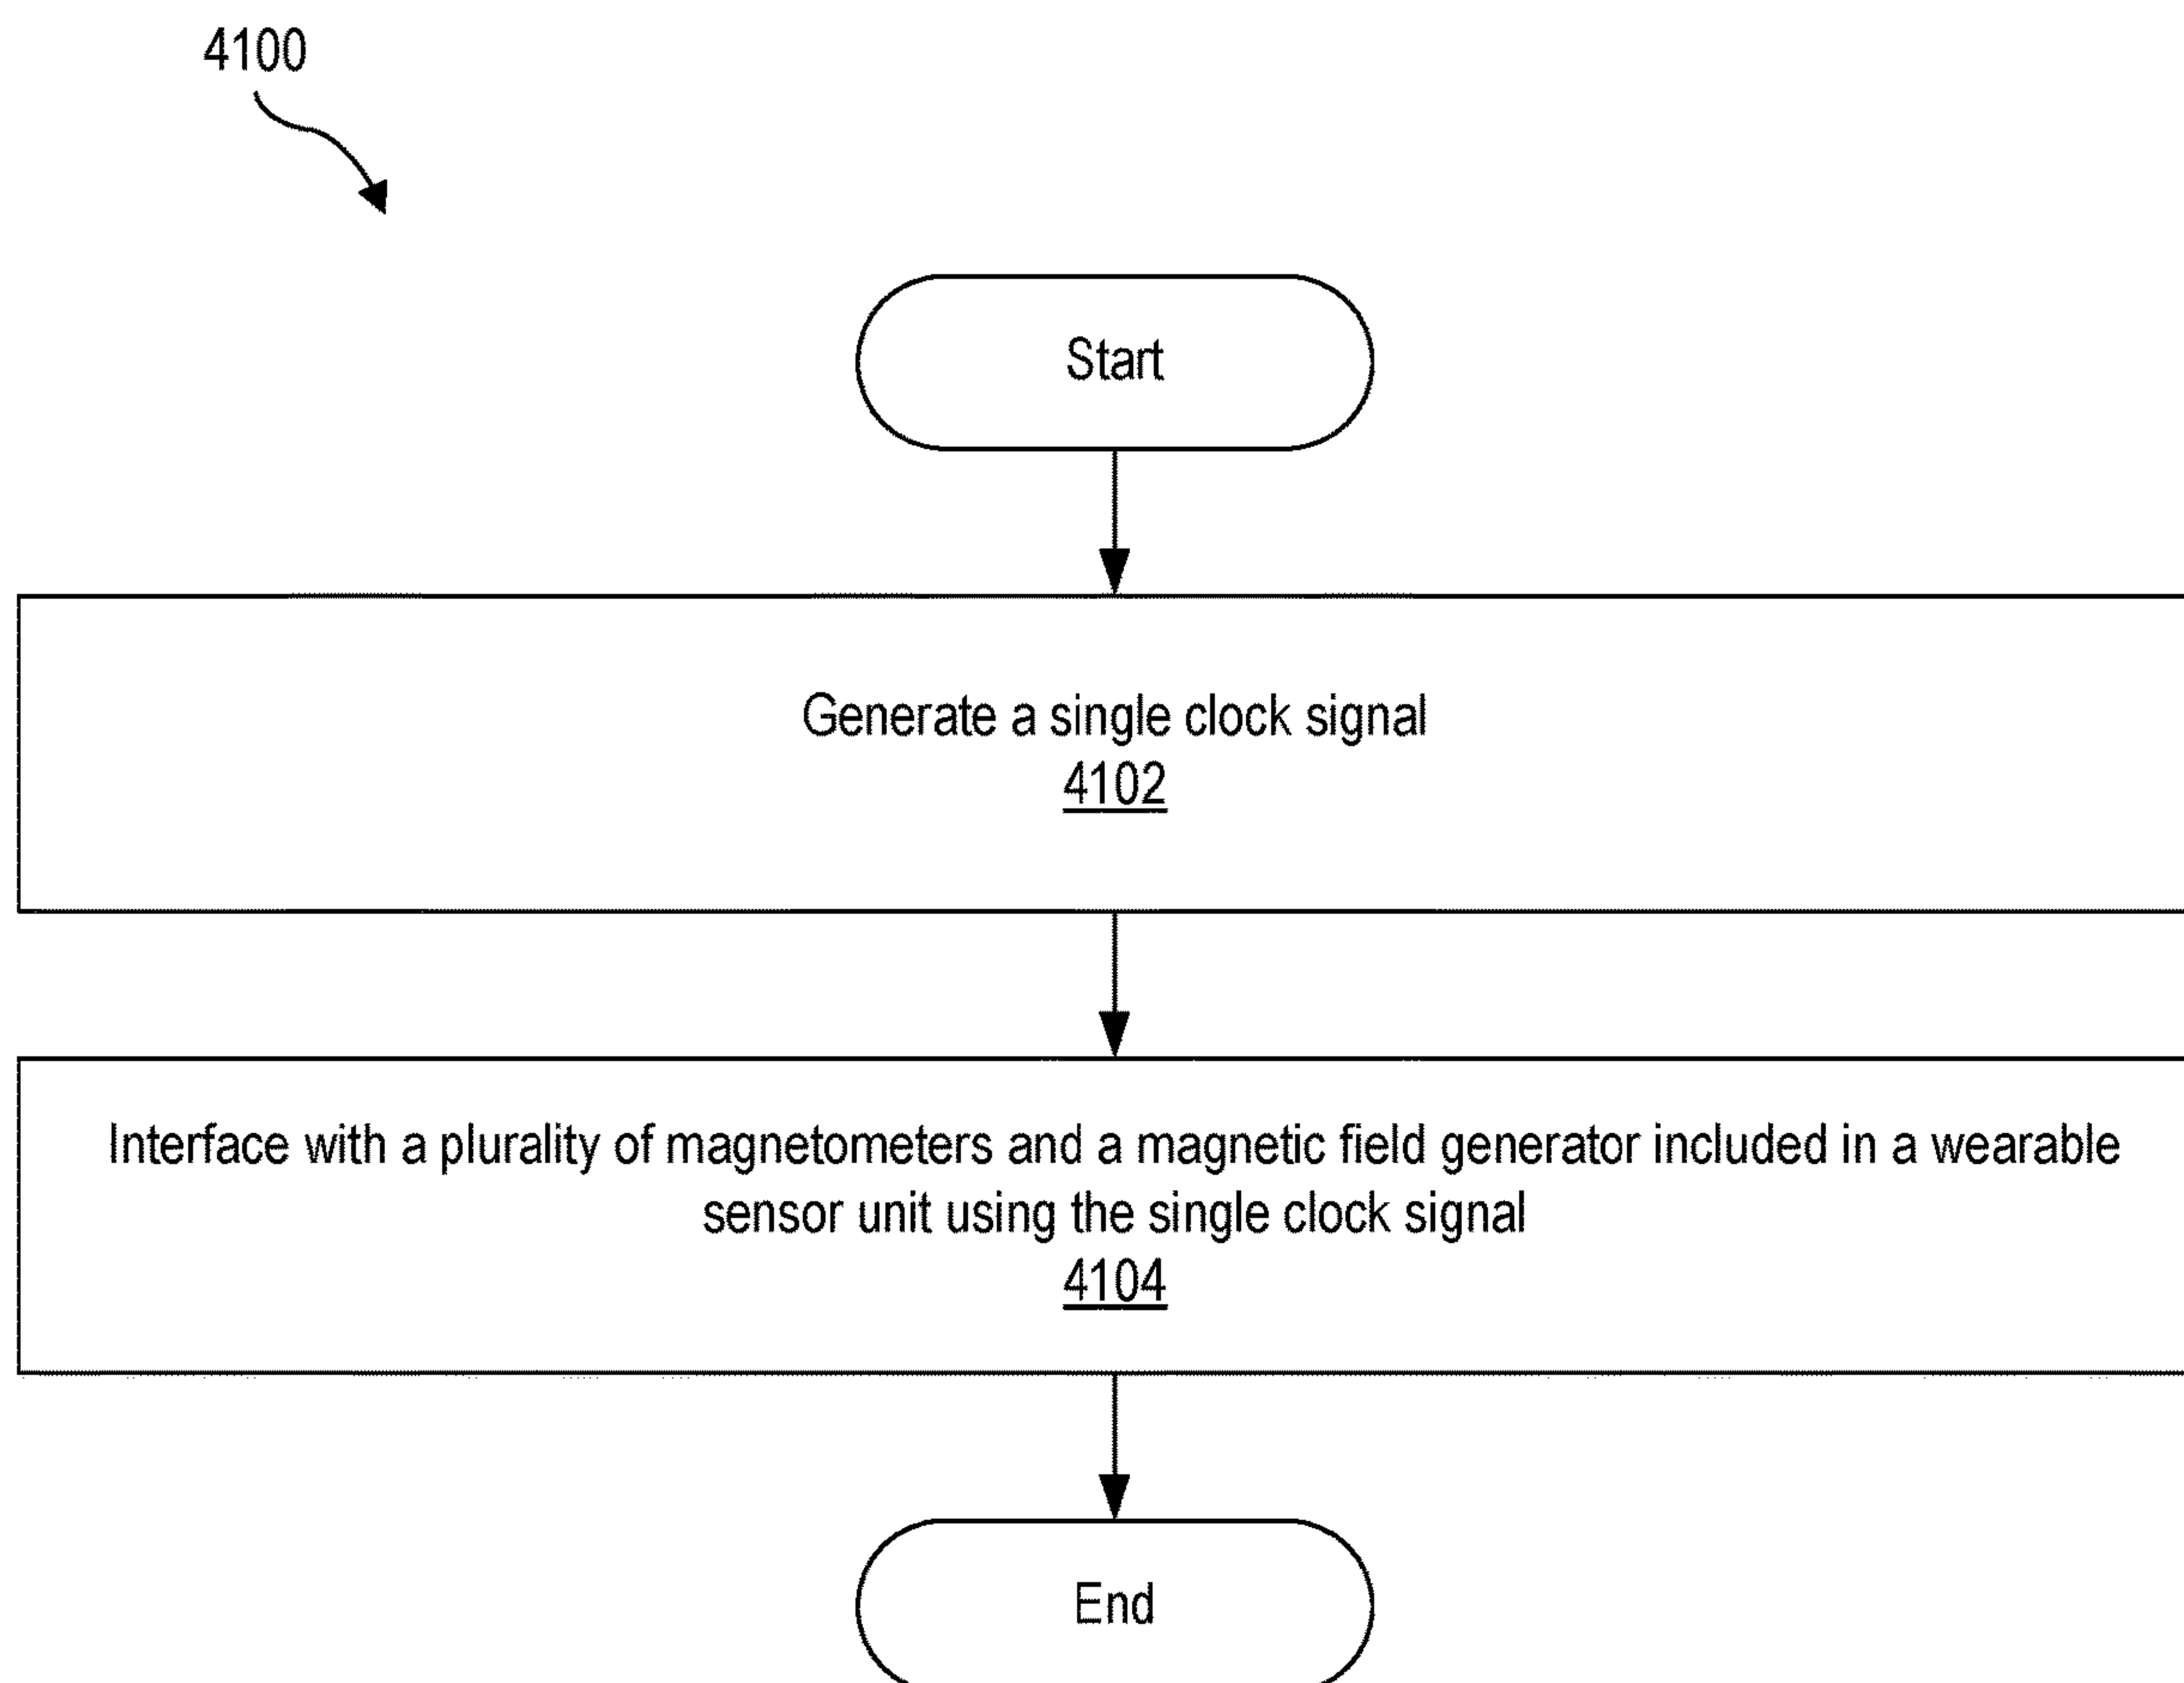 4100
Start
Generate a single clock signal
4102
Interface with a plurality of magnetometers and a magnetic field generator included in a wearable
sensor unit using the single clock signal
4104
End